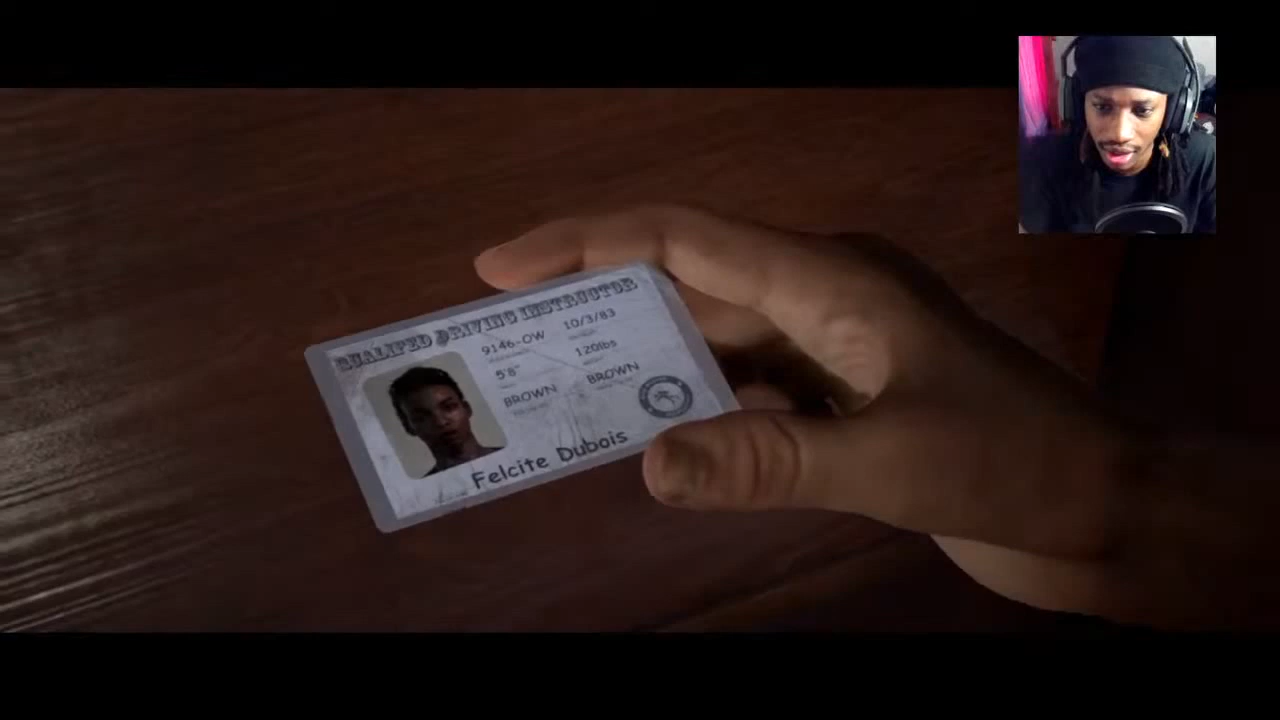 QUALIFED DRIVING INSTRUCTOR
9146-OW 10/3/83
5'8" 120lbs
BROWN BROWN
Felcite Dubois